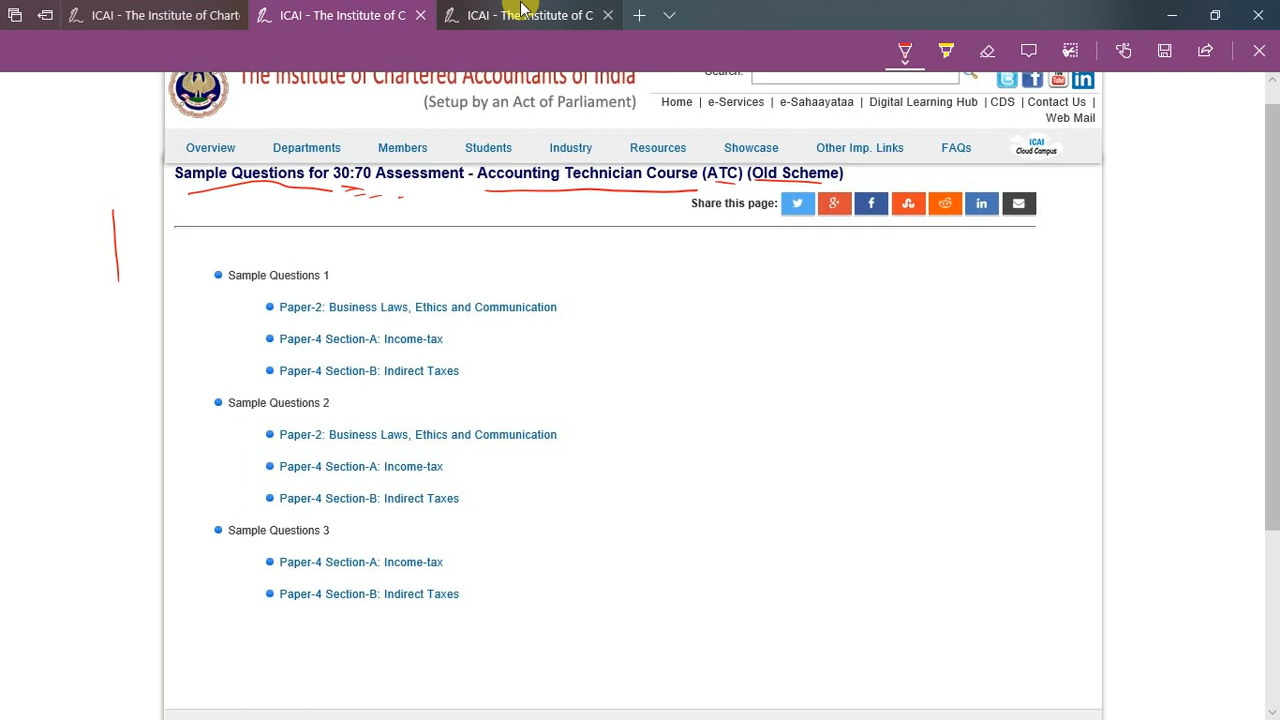 ICAI - The Institute of Chart
ICAI - The Institute of C
ICAI - The Institute of C
The Institute of Chartered Accountants of India
(Setup by an Act of Parliament)
Search:
Home | e-Services | e-Sahaayataa | Digital Learning Hub | CDS | Contact Us |
Web Mail
Overview Departments Members Students Industry Resources Showcase Other Imp. Links FAQs ICAI Cloud Campus
Sample Questions for 30:70 Assessment - Accounting Technician Course (ATC) (Old Scheme)
Share this page:
Sample Questions 1
Paper-2: Business Laws, Ethics and Communication
Paper-4 Section-A: Income-tax
Paper-4 Section-B: Indirect Taxes
Sample Questions 2
Paper-2: Business Laws, Ethics and Communication
Paper-4 Section-A: Income-tax
Paper-4 Section-B: Indirect Taxes
Sample Questions 3
Paper-4 Section-A: Income-tax
Paper-4 Section-B: Indirect Taxes